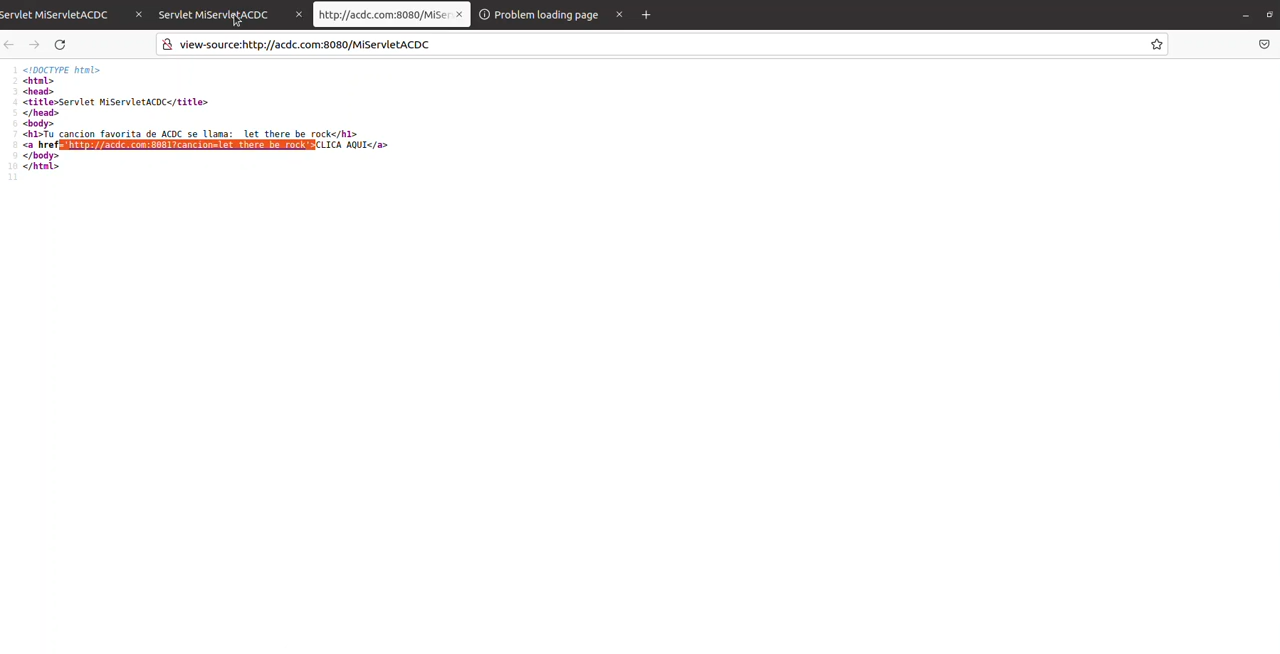 Servlet MiServletACDC
Servlet MiServletACDC
http://acdc.com:8080/MiSer
Problem loading page
view-source:http://acdc.com:8080/MiServletACDC
1 <!DOCTYPE html>
2 <html>
3 <head>
4 <title>Servlet MiServletACDC</title>
5 </head>
6 <body>
7 <h1>Tu cancion favorita de ACDC se llama:  let there be rock</h1>
8 <a href='http://acdc.com:8081?cancion=let there be rock'>CLICA AQUI</a>
9 </body>
10 </html>
11